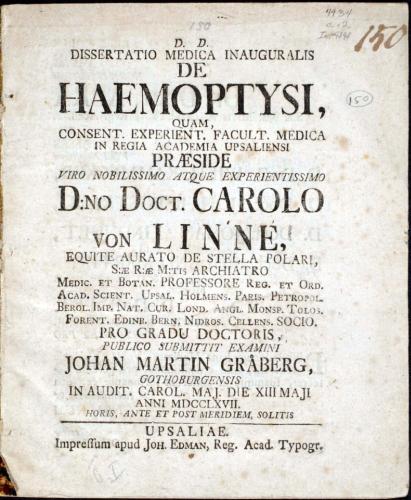 150
4434
150
D. D.
DISSERTATIO MEDICA INAUGURALIS
DE
HAEMOPTYSI,
150
QUAM,
CONSENT. EXPERIENT. FACULT. MEDICA
IN REGIA ACADEMIA UPSALIENSI
PRÆSIDE
VIRO NOBILISSIMO ATQUE EXPERIENTISSIMO
D:NO DOCT. CAROLO
VON LINNÉ,
EQUITE AURATO DE STELLA POLARI,
S:Æ R:Æ M:TIS ARCHIATRO
MEDIC. ET BOTAN. PROFESSORE REG. ET ORD.
ACAD. SCIENT. UPSAL. HOLMENS. PARIS. PETROPOL.
BEROL. IMP. NAT. CUR. LOND. ANGL. MONSP. TOLOS.
FORENT. EDINB. BERN. NIDROS. CELLENS. SOCIO.
PRO GRADU DOCTORIS,
PUBLICO SUBMITTIT EXAMINI
JOHAN MARTIN GRÅBERG,
GOTHOBURGENSIS
IN AUDIT. CAROL. MAJ. DIE XIII MAJI
ANNI MDCCLXVII.
HORIS, ANTE ET POST MERIDIEM, SOLITIS
UPSALIAE.
Impressum apud JOH. EDMAN, Reg. Acad. Typogr.